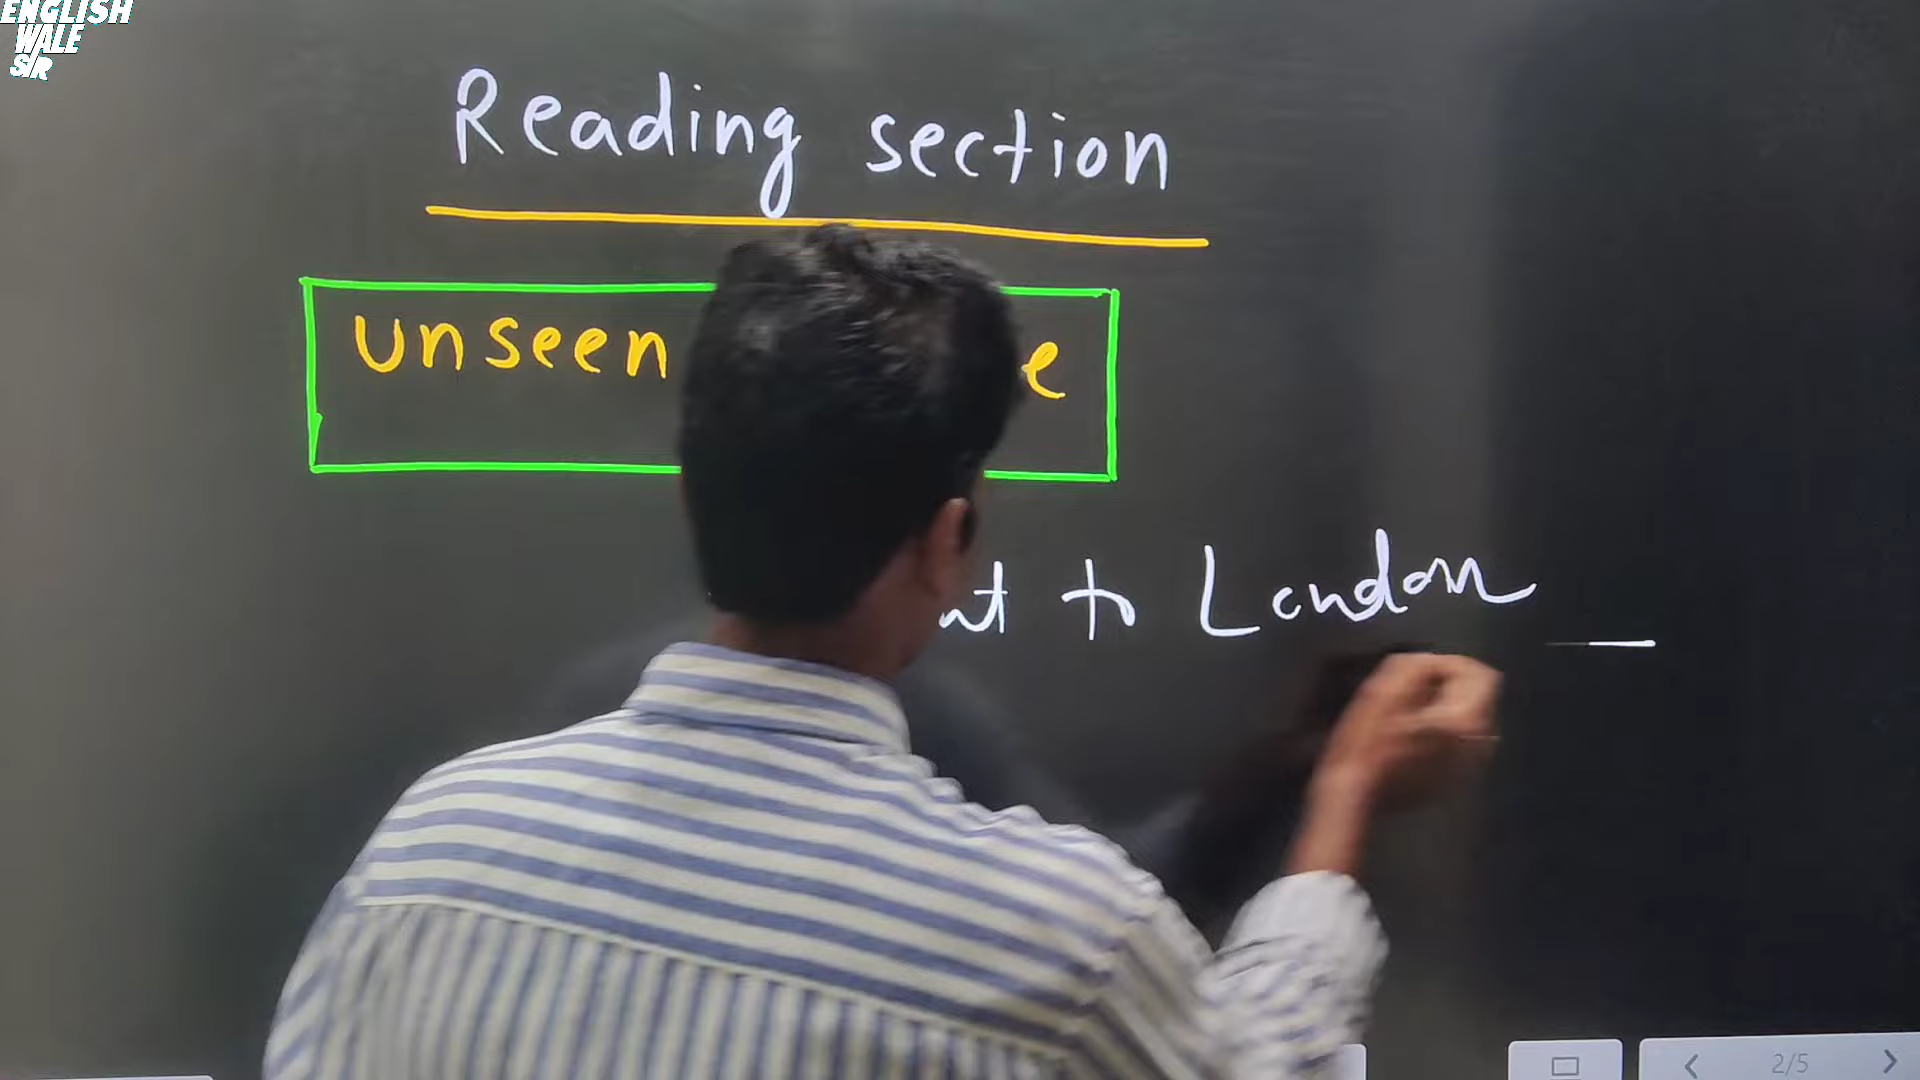 ENGLISH
WALE
SIR
Reading section
unseen
to London
2/5